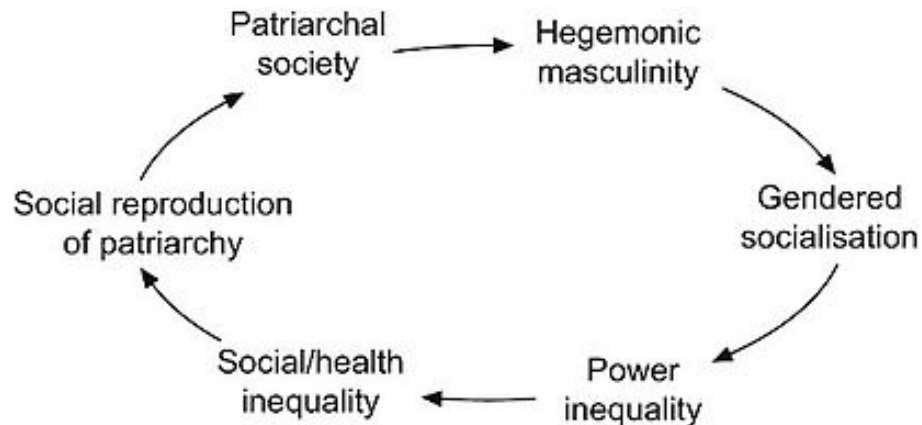 Patriarchal
society
Hegemonic
masculinity
Gendered
socialisation
Power
inequality
Social/health
inequality
Social reproduction
of patriarchy